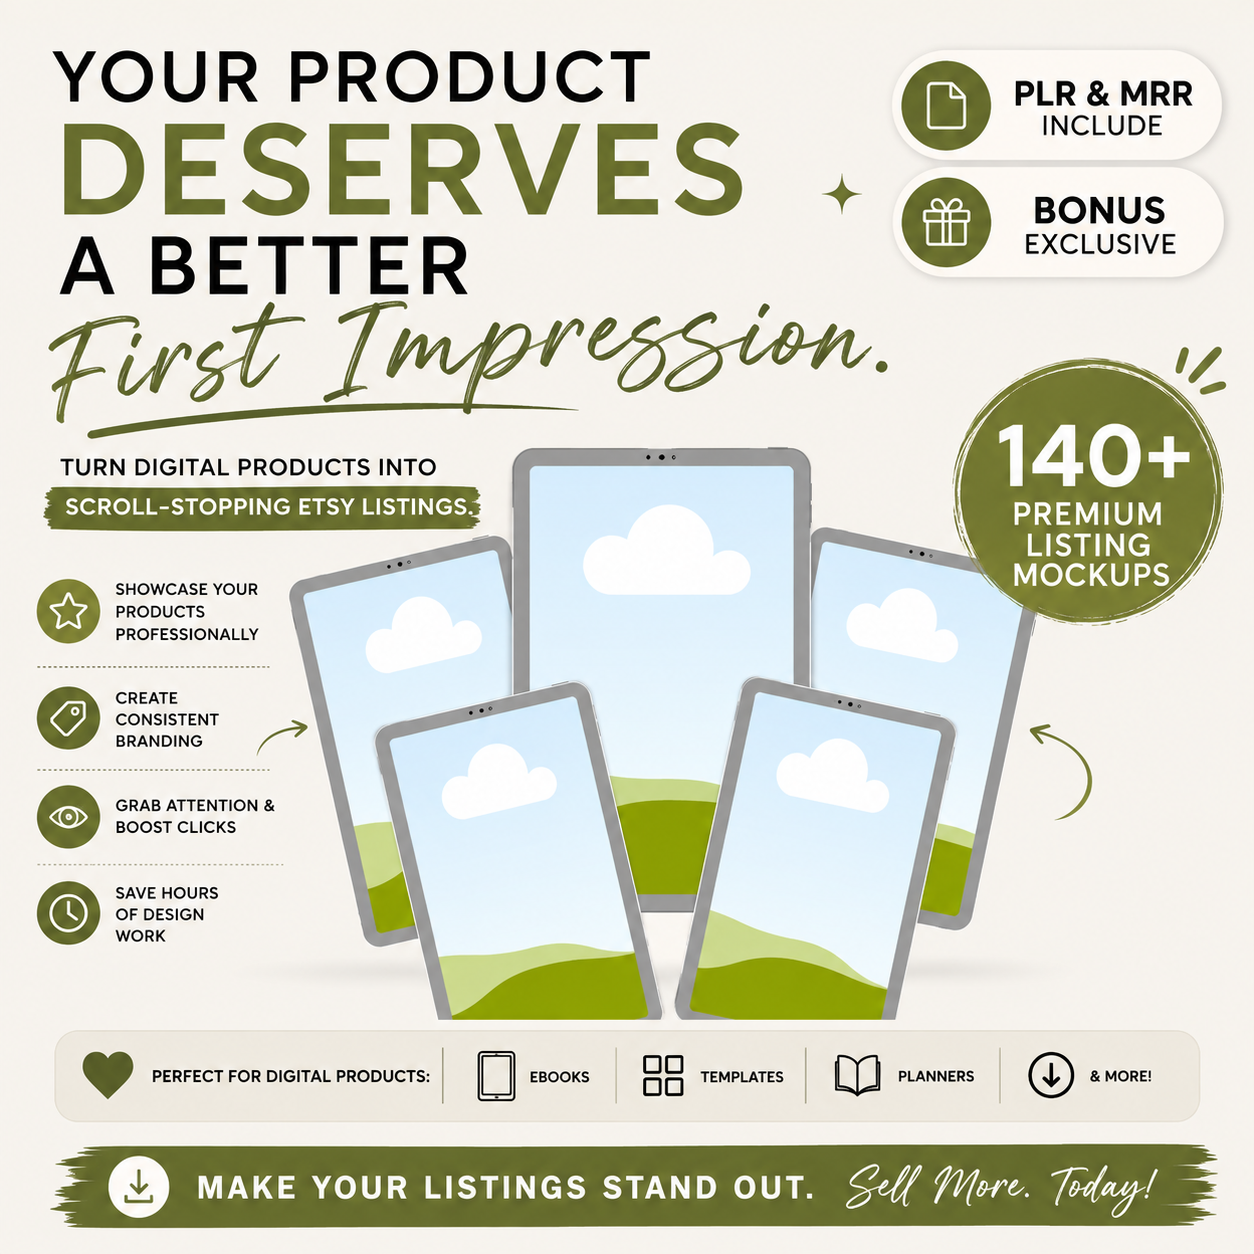 YOUR PRODUCT
DESERVES
A BETTER
First Impression.
PLR & MRR
INCLUDE
BONUS
EXCLUSIVE
TURN DIGITAL PRODUCTS INTO
SCROLL-STOPPING ETSY LISTINGS.
140+
PREMIUM
LISTING
MOCKUPS
SHOWCASE YOUR
PRODUCTS
PROFESSIONALLY
CREATE
CONSISTENT
BRANDING
GRAB ATTENTION &
BOOST CLICKS
SAVE HOURS
OF DESIGN
WORK
PERFECT FOR DIGITAL PRODUCTS:
EBOOKS
TEMPLATES
PLANNERS
& MORE!
MAKE YOUR LISTINGS STAND OUT. Sell More. Today!